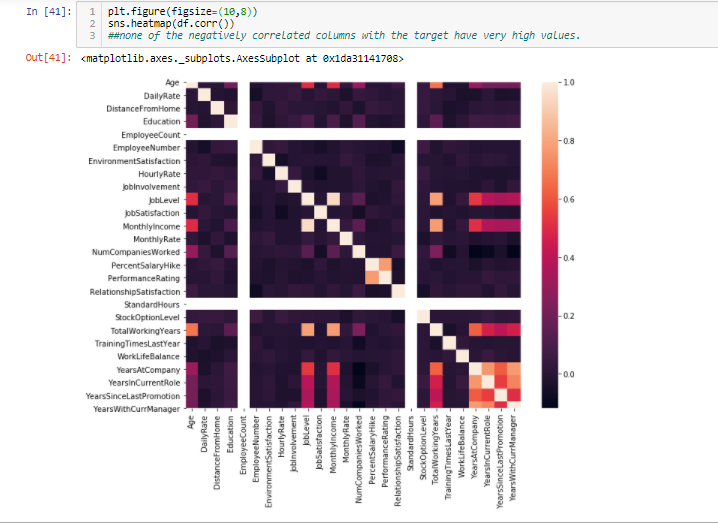 In [41]:
1 plt.figure(figsize=(10,8))
2 sns.heatmap(df.corr())
3 ##none of the negatively correlated columns with the target have very high values.
Out[41]: <matplotlib.axes._subplots.AxesSubplot at 0x1da31141708>
Age
DailyRate
DistanceFromHome
Education
EmployeeCount
EmployeeNumber
EnvironmentSatisfaction
HourlyRate
JobInvolvement
JobLevel
JobSatisfaction
MonthlyIncome
MonthlyRate
NumCompaniesWorked
PercentSalaryHike
PerformanceRating
RelationshipSatisfaction
StandardHours
StockOptionLevel
TotalWorkingYears
TrainingTimesLastYear
WorkLifeBalance
YearsAtCompany
YearsInCurrentRole
YearsSinceLastPromotion
YearsWithCurrManager
Age
DailyRate
DistanceFromHome
Education
EmployeeCount
EmployeeNumber
EnvironmentSatisfaction
HourlyRate
JobInvolvement
JobLevel
JobSatisfaction
MonthlyIncome
MonthlyRate
NumCompaniesWorked
PercentSalaryHike
PerformanceRating
RelationshipSatisfaction
StandardHours
StockOptionLevel
TotalWorkingYears
TrainingTimesLastYear
WorkLifeBalance
YearsAtCompany
YearsInCurrentRole
YearsSinceLastPromotion
YearsWithCurrManager
1.0
0.8
0.6
0.4
0.2
0.0